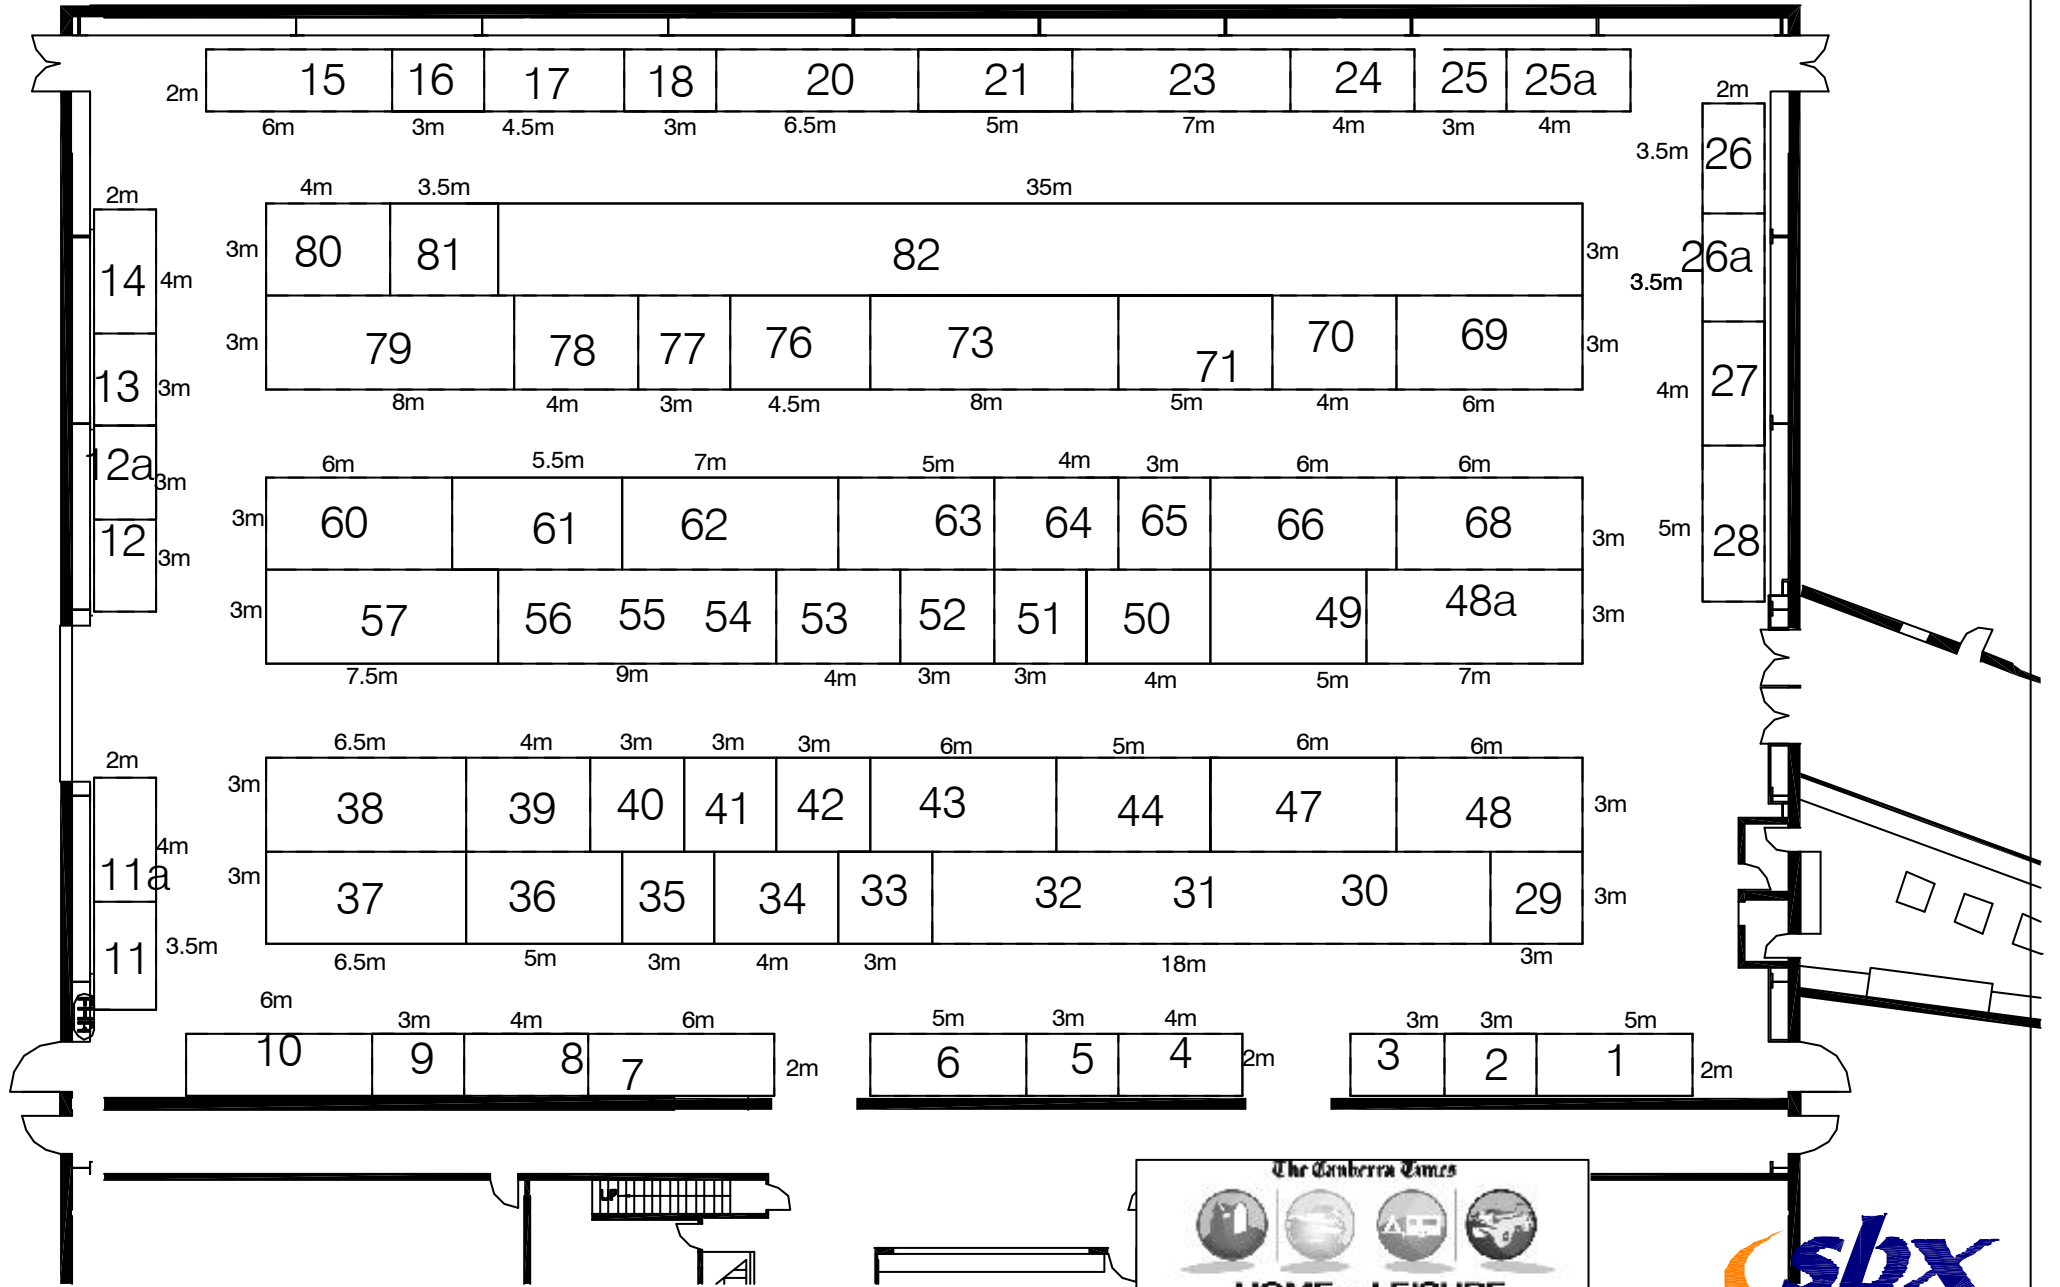 15 16 17 18 20 21 23 24 25 25a
2m 6m 3m 4.5m 3m 6.5m 5m 7m 4m 3m 4m
2m
3.5m 26
4m 3.5m 35m
2m
3m 80 81 82 3m 26a
14 4m 3.5m
3m 79 78 77 76 73 71 70 69 3m
13 3m 4m 27
8m 4m 3m 4.5m 8m 5m 4m 6m
6m 5.5m 7m 5m 4m 3m 6m 6m
12a 3m
3m 60 61 62 63 64 65 66 68 3m
12 3m 5m 28
3m 57 56 55 54 53 52 51 50 49 48a 3m
7.5m 9m 4m 3m 3m 4m 5m 7m
6.5m 4m 3m 3m 3m 6m 5m 6m 6m
2m
3m 38 39 40 41 42 43 44 47 48 3m
4m
11a
3m 37 36 35 34 33 32 31 30 29 3m
11 3.5m
6.5m 5m 3m 4m 3m 18m 3m
6m
3m 4m 6m 5m 3m 4m 3m 3m 5m
10 9 8 7 2m 6 5 4 2m 3 2 1 2m
UP
The Canberra Times
HOME LEISURE
sbx